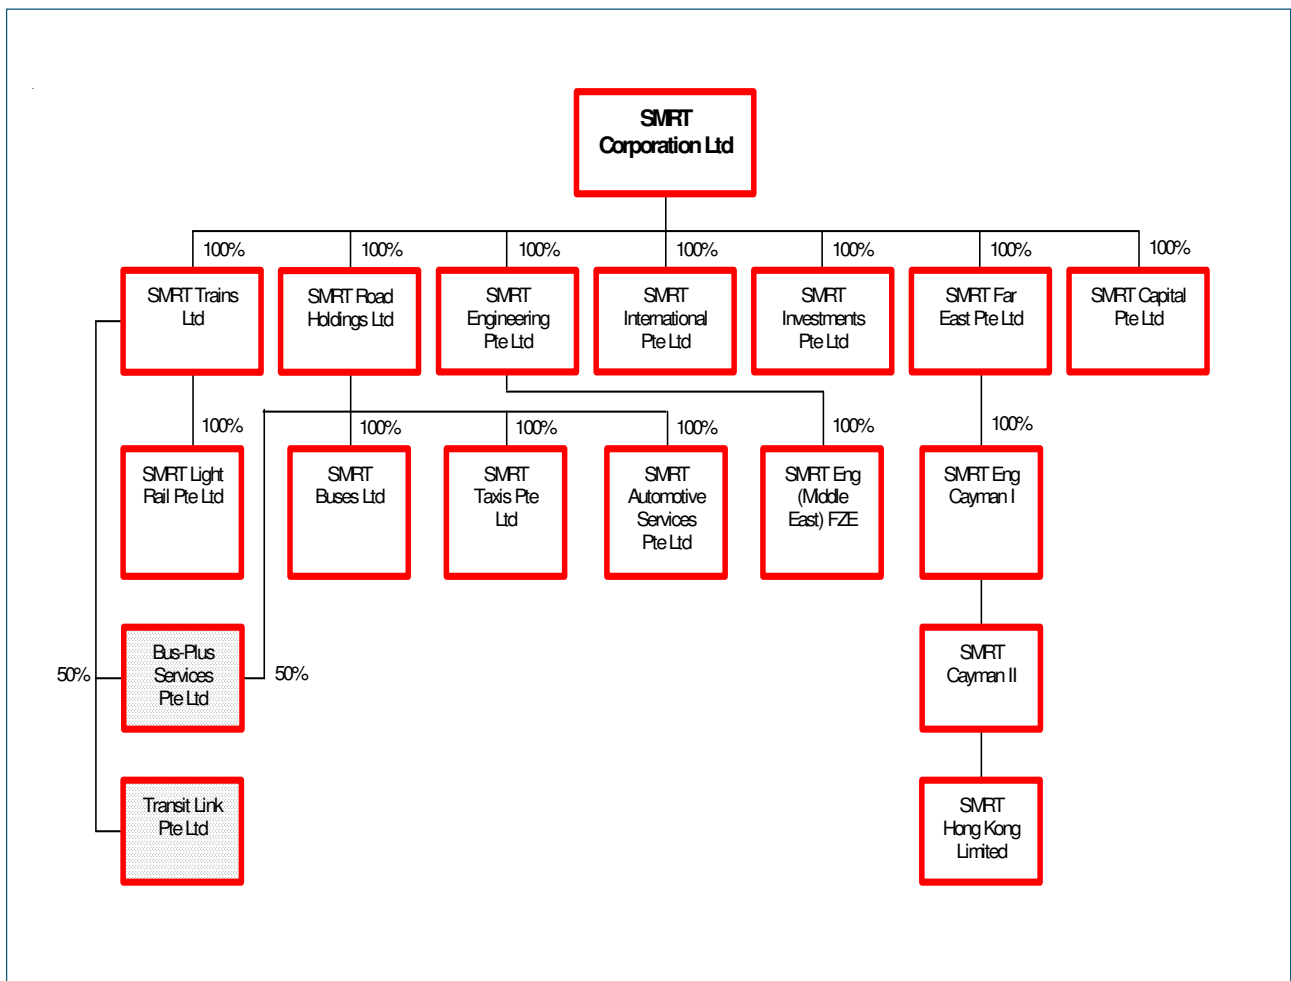 SMRT
Corporation Ltd
100%
100%
100%
100%
100%
100%
100%
SMRT Trains
Ltd
SMRT Road
Holdings Ltd
SMRT
Engineering
Pte Ltd
SMRT
International
Pte Ltd
SMRT
Investments
Pte Ltd
SMRT Far
East Pte Ltd
SMRT Capital
Pte Ltd
100%
100%
100%
100%
100%
100%
SMRT Light
Rail Pte Ltd
SMRT
Buses Ltd
SMRT
Taxis Pte
Ltd
SMRT
Automotive
Services
Pte Ltd
SMRT Eng
(Middle
East) FZE
SMRT Eng
Cayman I
50%
Bus-Plus
Services
Pte Ltd
50%
SMRT
Cayman II
Transit Link
Pte Ltd
SMRT
Hong Kong
Limited